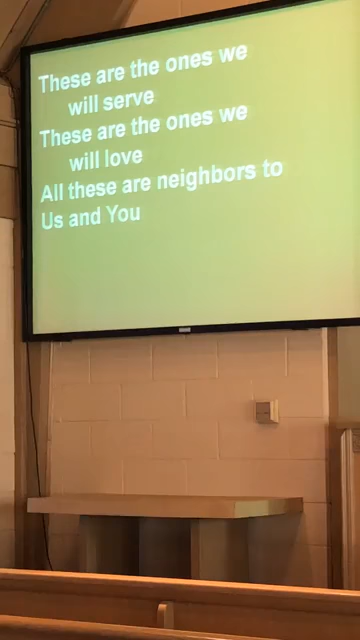 These are the ones we
will serve
These are the ones we
will love
All these are neighbors to
Us and You